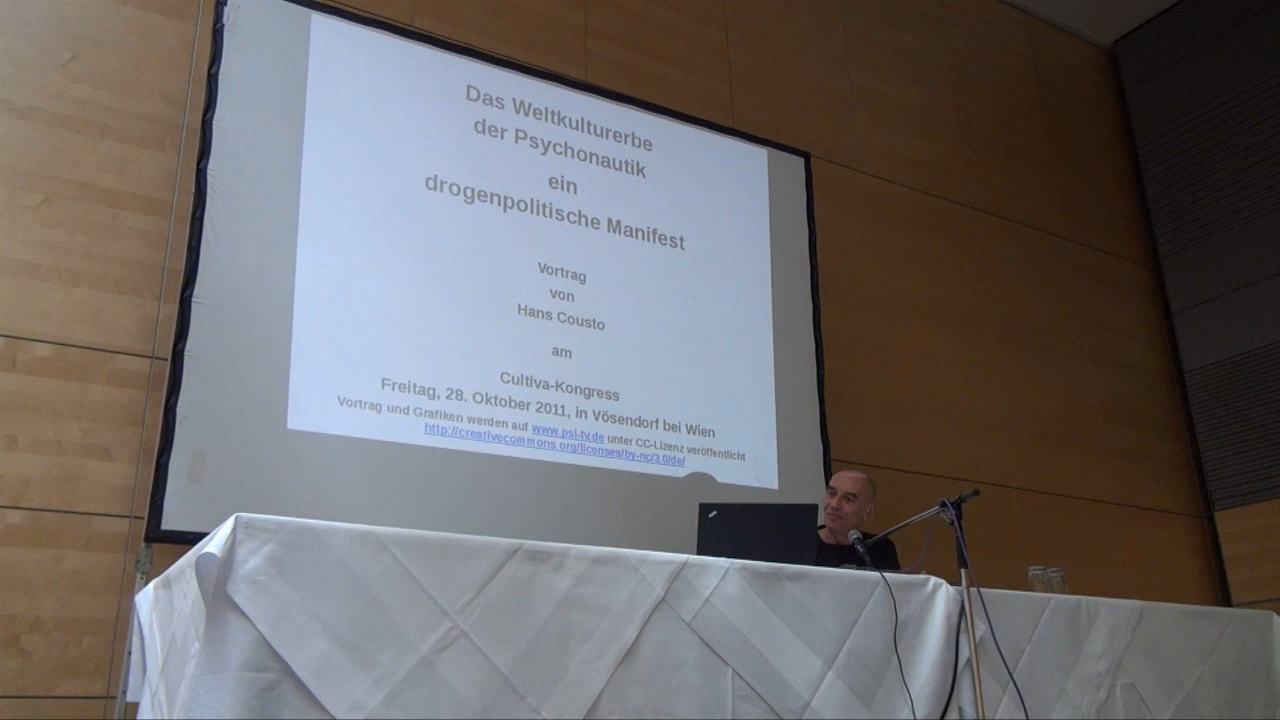 Das Weltkulturerbe
der Psychonautik
ein
drogenpolitische Manifest
Vortrag
von
Hans Cousto
am
Cultiva-Kongress
Freitag, 28. Oktober 2011, in Vösendorf bei Wien
Vortrag und Grafiken werden auf www.psi-tv.de unter CC-Lizenz veröffentlicht
http://creativecommons.org/licenses/by-nc/3.0/de/